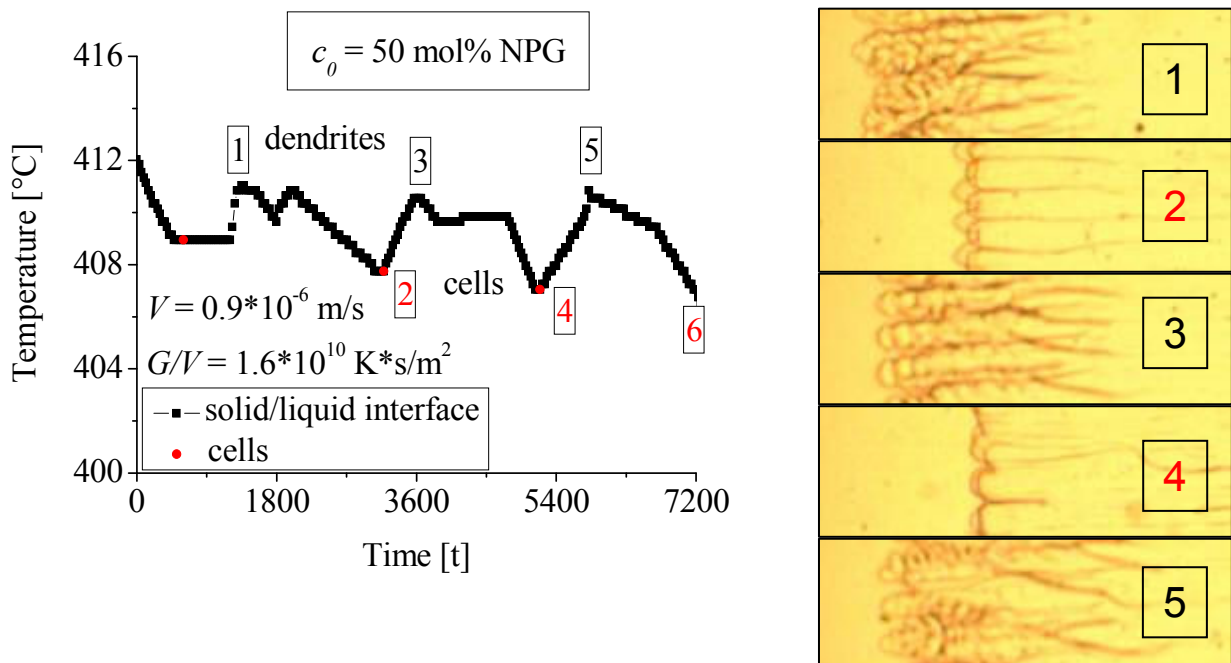 c₀ = 50 mol% NPG
416
412
408
404
400
Temperature [°C]
1
dendrites
3
5
2
cells
4
6
V = 0.9*10⁻⁶ m/s
G/V = 1.6*10¹⁰ K*s/m²
solid/liquid interface
cells
0
1800
3600
5400
7200
Time [t]
1
2
3
4
5